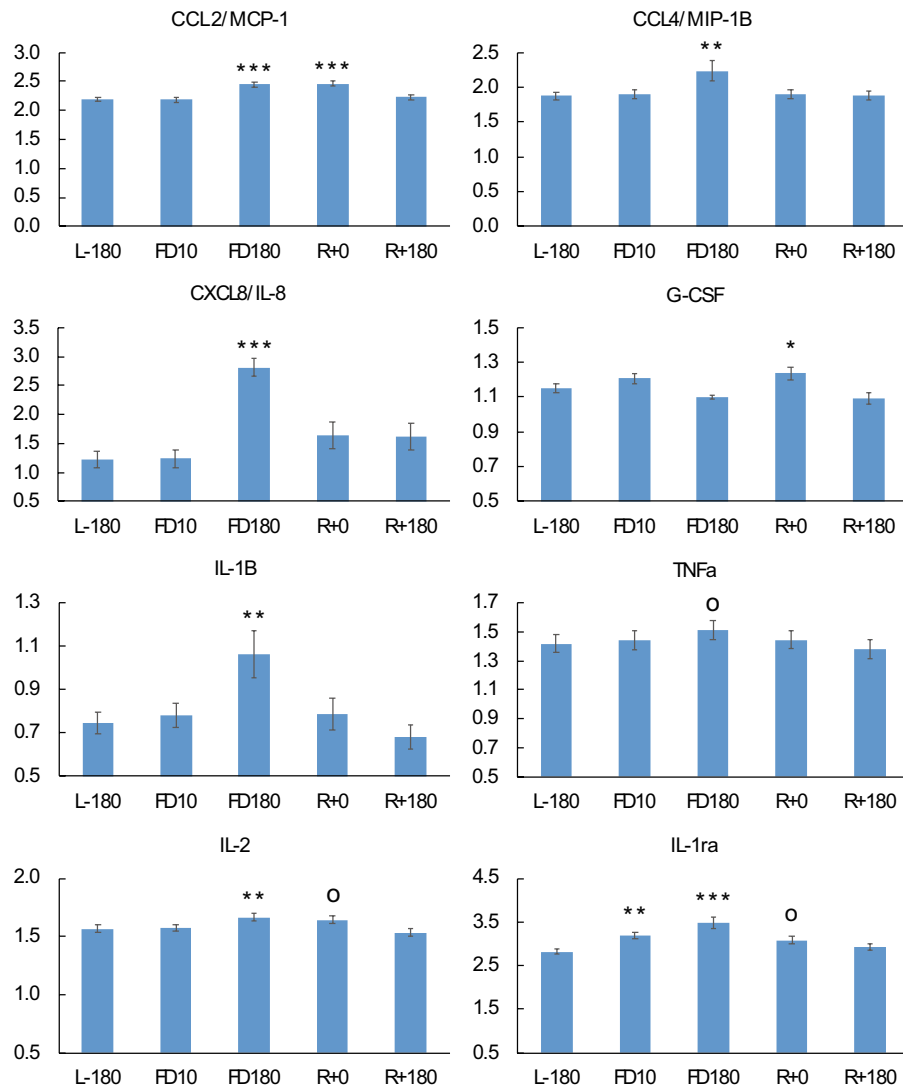 CCL2/MCP-1
3.0
2.5
2.0
1.5
1.0
0.5
0.0
***
***
L-180 FD10 FD180 R+0 R+180
CCL4/MIP-1B
2.5
2.0
1.5
1.0
0.5
0.0
**
L-180 FD10 FD180 R+0 R+180
CXCL8/IL-8
3.5
3.0
2.5
2.0
1.5
1.0
0.5
***
L-180 FD10 FD180 R+0 R+180
G-CSF
1.5
1.3
1.1
0.9
0.7
0.5
*
L-180 FD10 FD180 R+0 R+180
IL-1B
1.3
1.1
0.9
0.7
0.5
**
L-180 FD10 FD180 R+0 R+180
TNFa
1.7
1.5
1.3
1.1
0.9
0.7
0.5
o
L-180 FD10 FD180 R+0 R+180
IL-2
2.0
1.5
1.0
0.5
**
o
L-180 FD10 FD180 R+0 R+180
IL-1ra
4.5
3.5
2.5
1.5
0.5
**
***
o
L-180 FD10 FD180 R+0 R+180